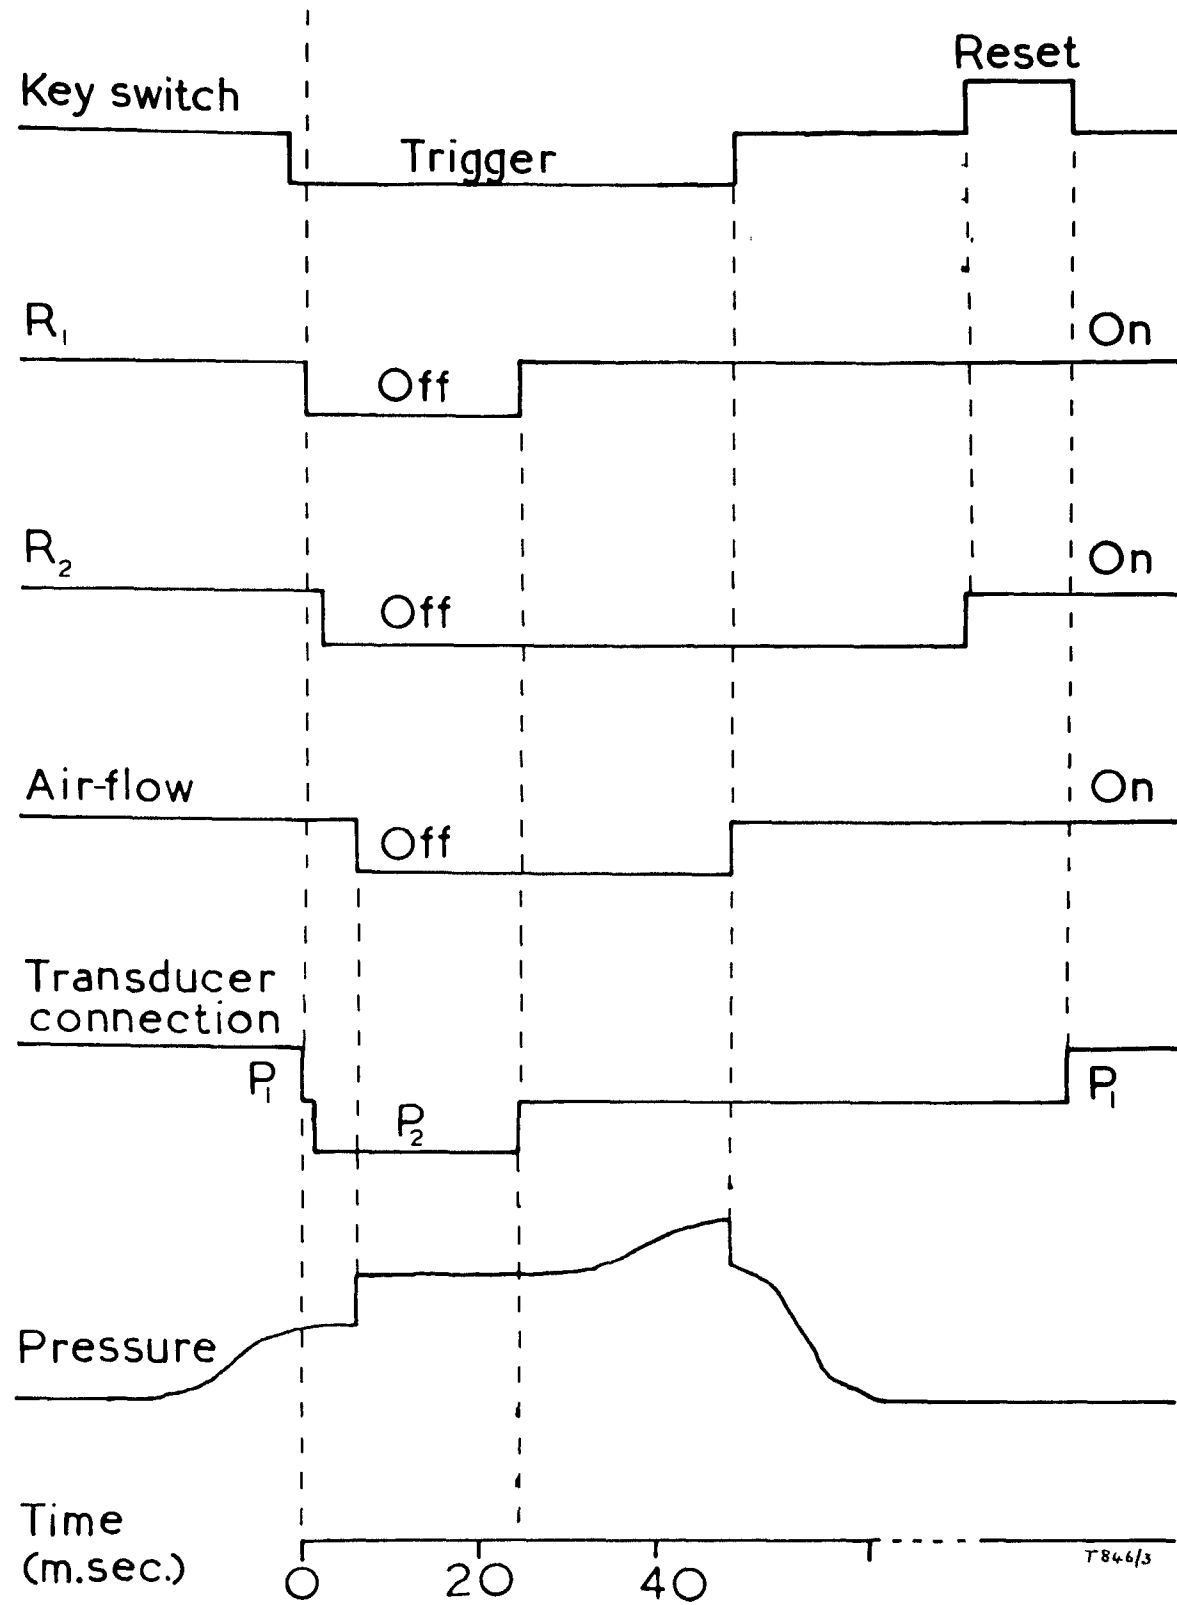 Reset
Key switch
Trigger
R₁
On
Off
R₂
On
Off
Air-flow
On
Off
Transducer
connection
P₁
P₂
P₁
Pressure
Time
(m.sec.)
0
20
40
T846/3